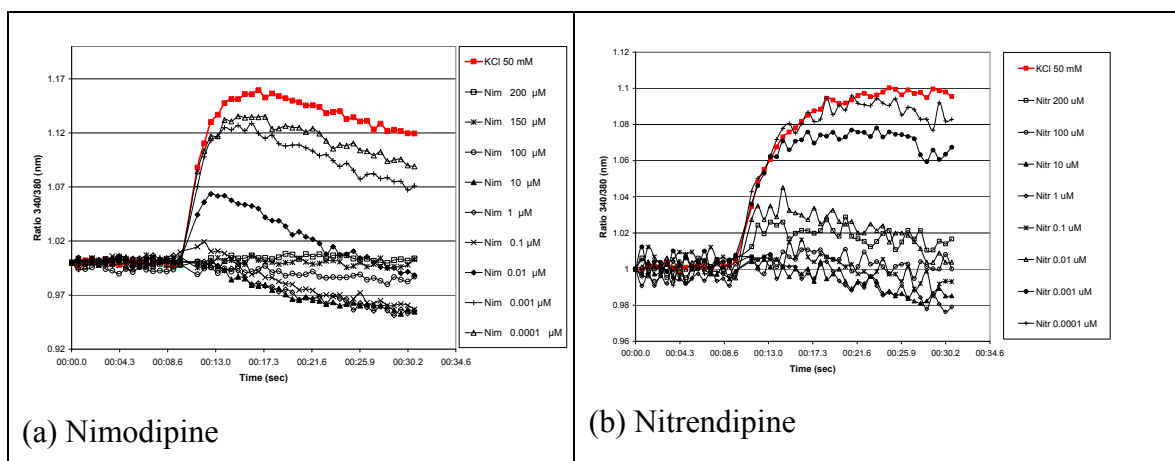 1.17
1.12
1.07
1.02
0.97
0.92
Ratio 340/380 (nm)
00:00.0 00:04.3 00:08.6 00:13.0 00:17.3 00:21.6 00:25.9 00:30.2 00:34.6
Time (sec)
KCl 50 mM
Nim 200 µM
Nim 150 µM
Nim 100 µM
Nim 10 µM
Nim 1 µM
Nim 0.1 µM
Nim 0.01 µM
Nim 0.001 µM
Nim 0.0001 µM
(a) Nimodipine
1.12
1.1
1.08
1.06
1.04
1.02
1
0.98
0.96
Ratio 340/380 (nm)
00:00.0 00:04.3 00:08.6 00:13.0 00:17.3 00:21.6 00:25.9 00:30.2 00:34.6
Time (sec)
KCl 50 mM
Nitr 200 uM
Nitr 100 uM
Nitr 10 uM
Nitr 1 uM
Nitr 0.1 uM
Nitr 0.01 uM
Nitr 0.001 uM
Nitr 0.0001 uM
(b) Nitrendipine